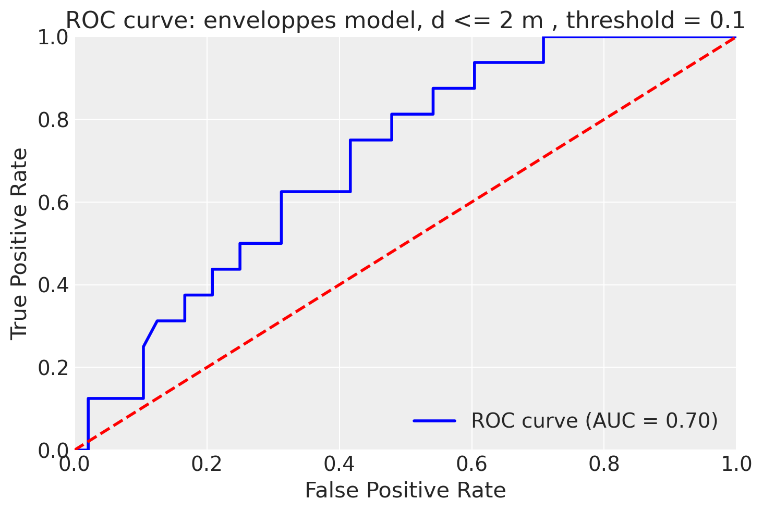 ROC curve: enveloppes model, d <= 2 m , threshold = 0.1
1.0
0.8
0.6
0.4
0.2
0.0
True Positive Rate
0.0 0.2 0.4 0.6 0.8 1.0
False Positive Rate
ROC curve (AUC = 0.70)